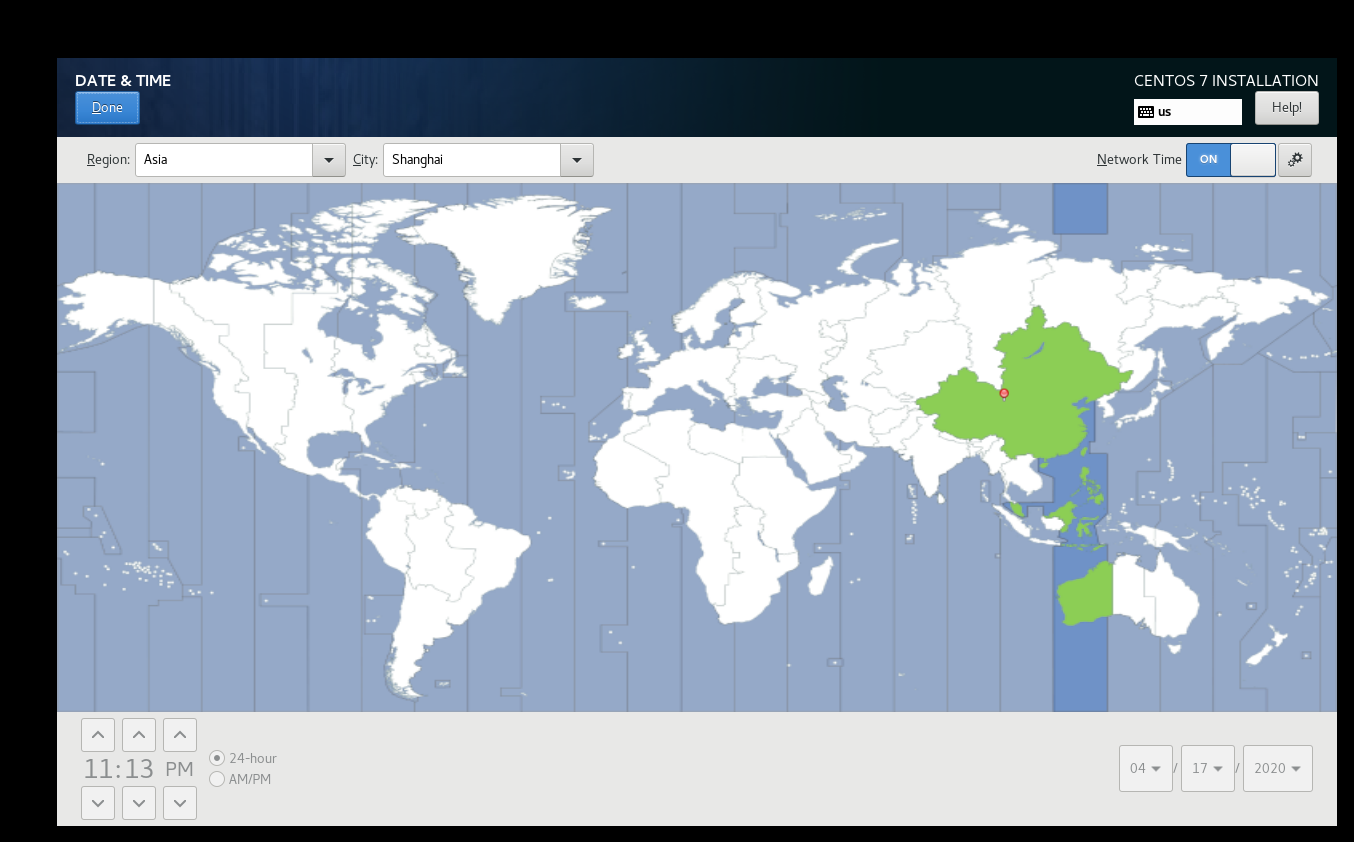 DATE & TIME
CENTOS 7 INSTALLATION
Done
us
Help!
Region:
Asia
City:
Shanghai
Network Time
ON
11:13 PM
24-hour
AM/PM
04 / 17 / 2020